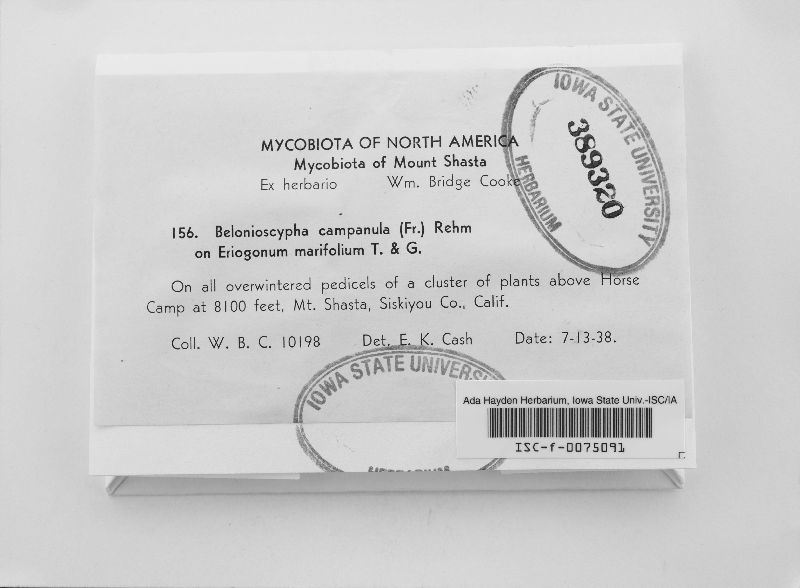 MYCOBIOTA OF NORTH AMERICA
Mycobiota of Mount Shasta
Ex herbario Wm. Bridge Cooke
156. Belonioscypha campanula (Fr.) Rehm
on Eriogonum marifolium T. & G.
On all overwintered pedicels of a cluster of plants above Horse
Camp at 8100 feet, Mt. Shasta, Siskiyou Co., Calif.
Coll. W. B. C. 10198 Det. E. K. Cash Date: 7-13-38.
IOWA STATE UNIVERSITY
389320
HERBARIUM
IOWA STATE UNIVERSI
HERBARIUM
Ada Hayden Herbarium, Iowa State Univ.-ISC/IA
ISC-f-0075091